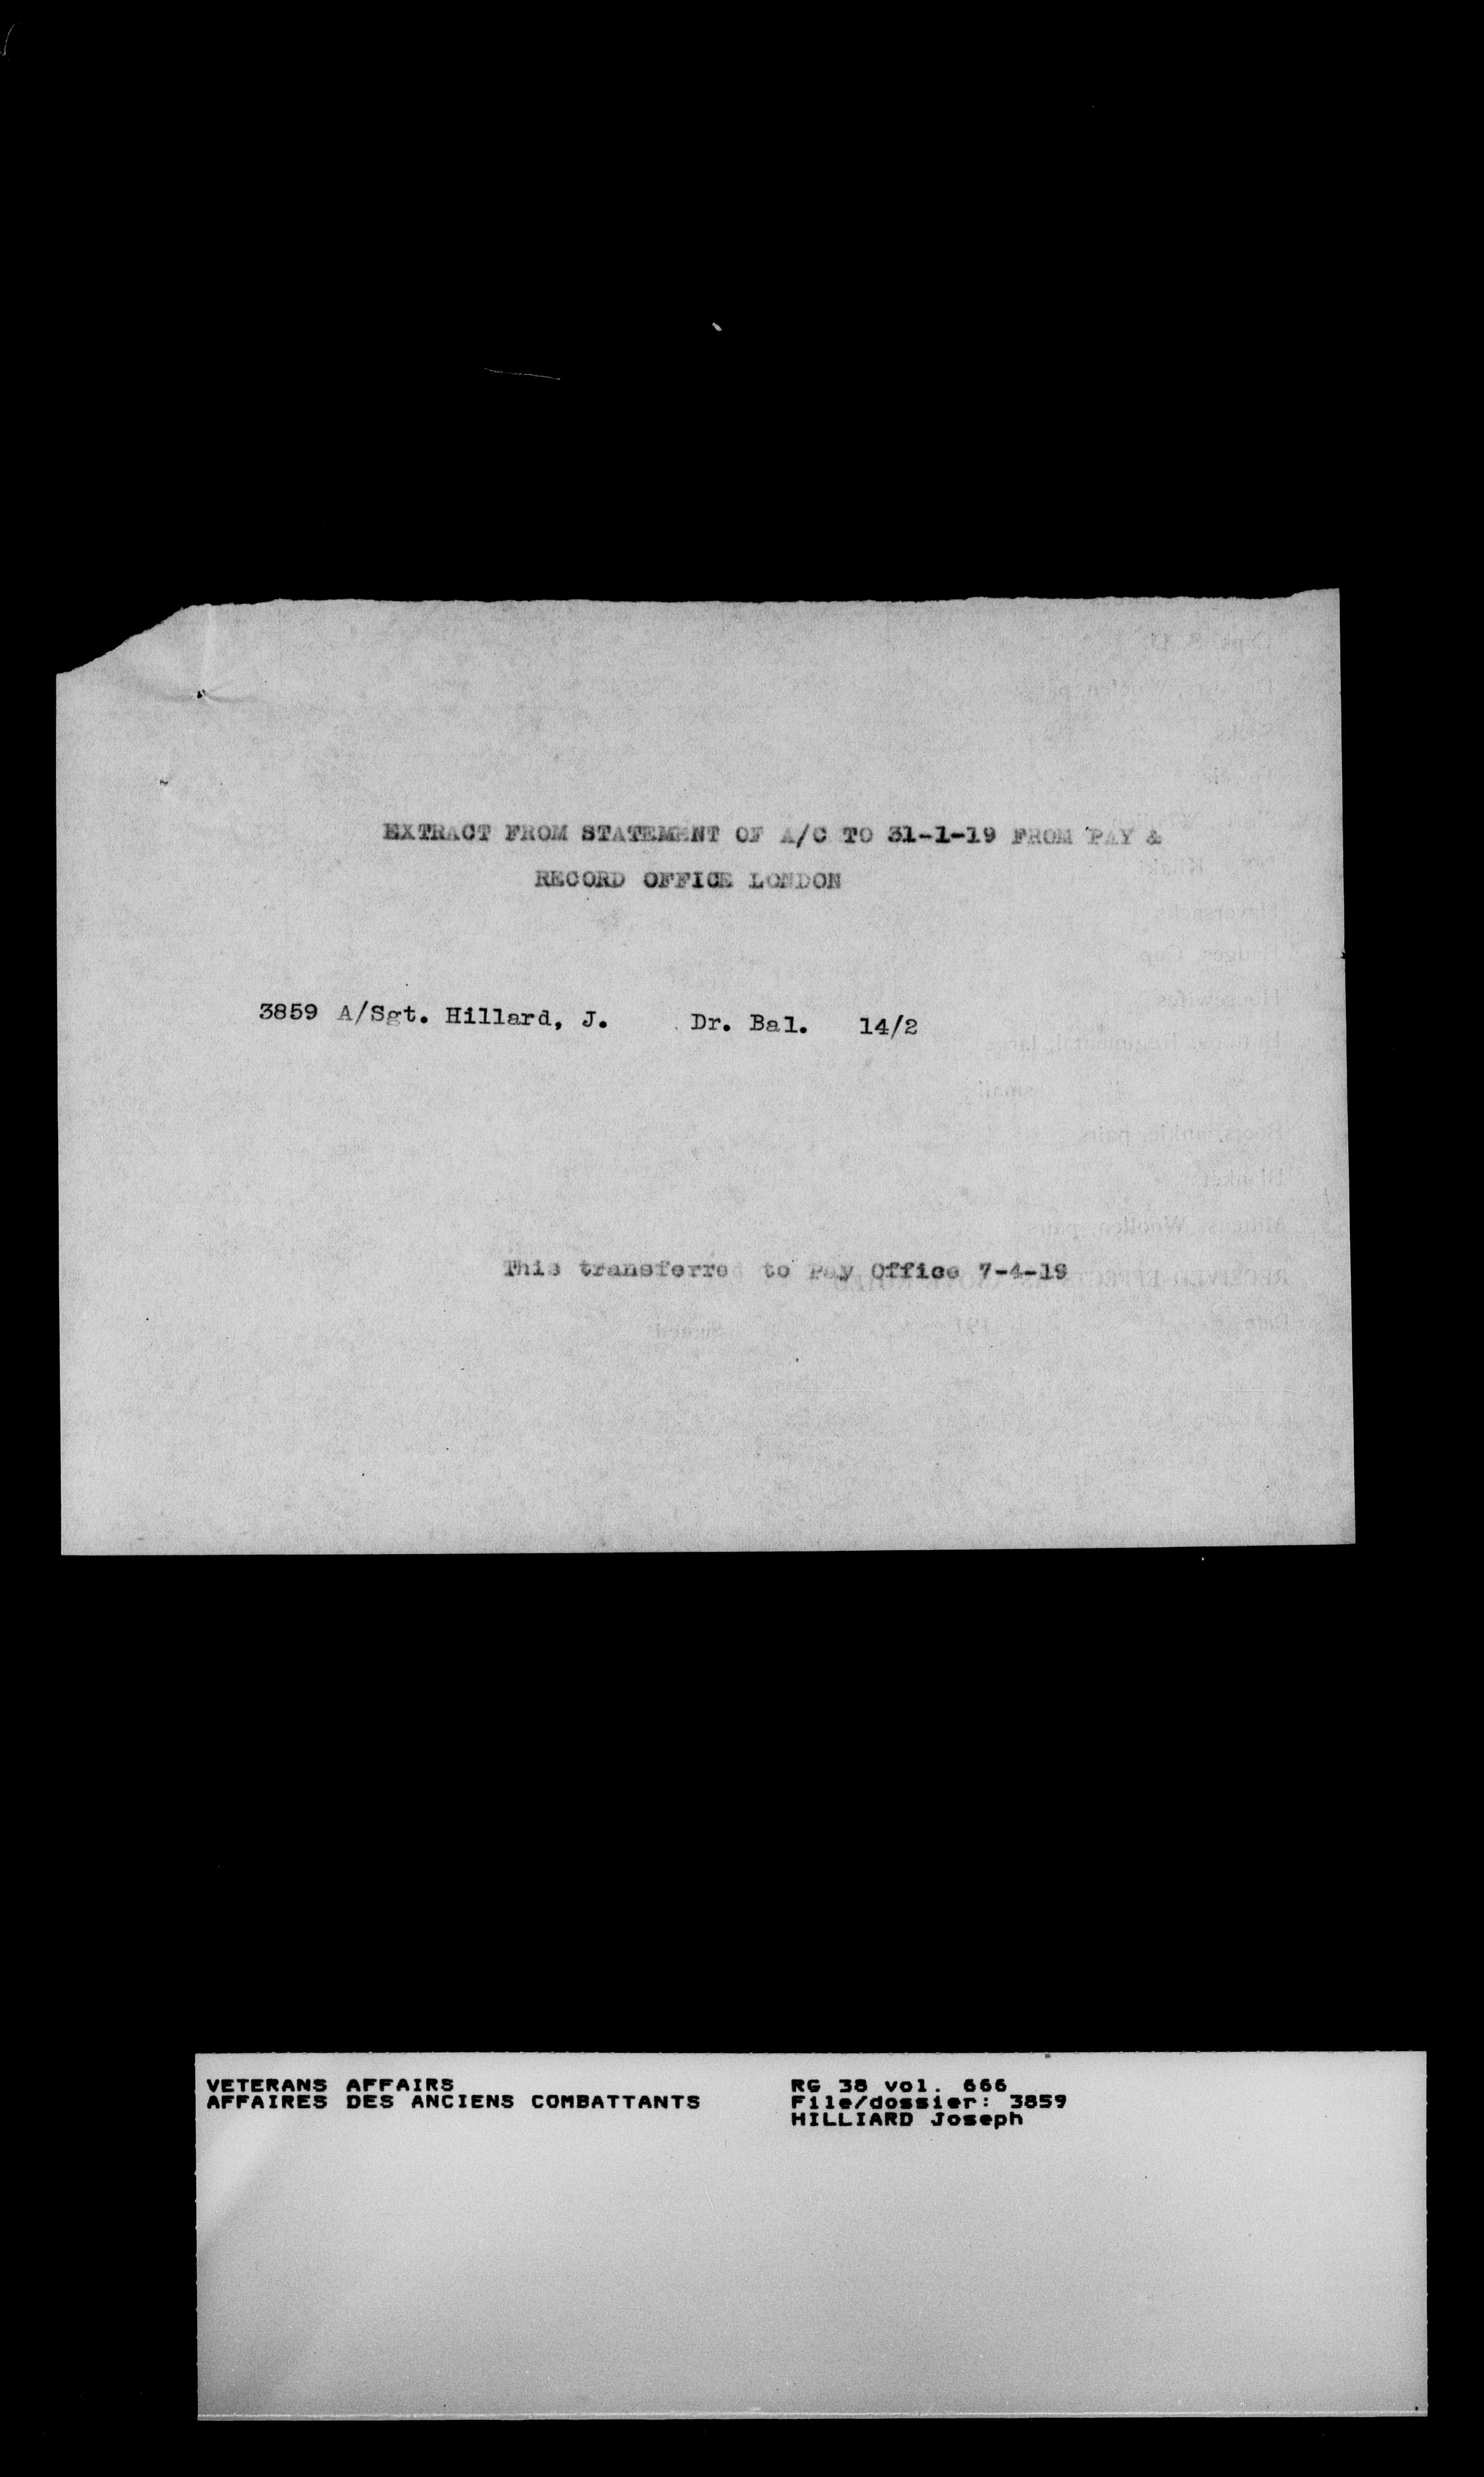 EXTRACT FROM STATEMENT OF A/C TO 31-1-19 FROM PAY &
RECORD OFFICE LONDON
3859 A/Sgt. Hillard, J. Dr. Bal. 14/2
This transferred to Pay Office 7-4-19
VETERANS AFFAIRS
AFFAIRES DES ANCIENS COMBATTANTS
RG 38 vol. 666
File/dossier: 3859
HILLIARD Joseph